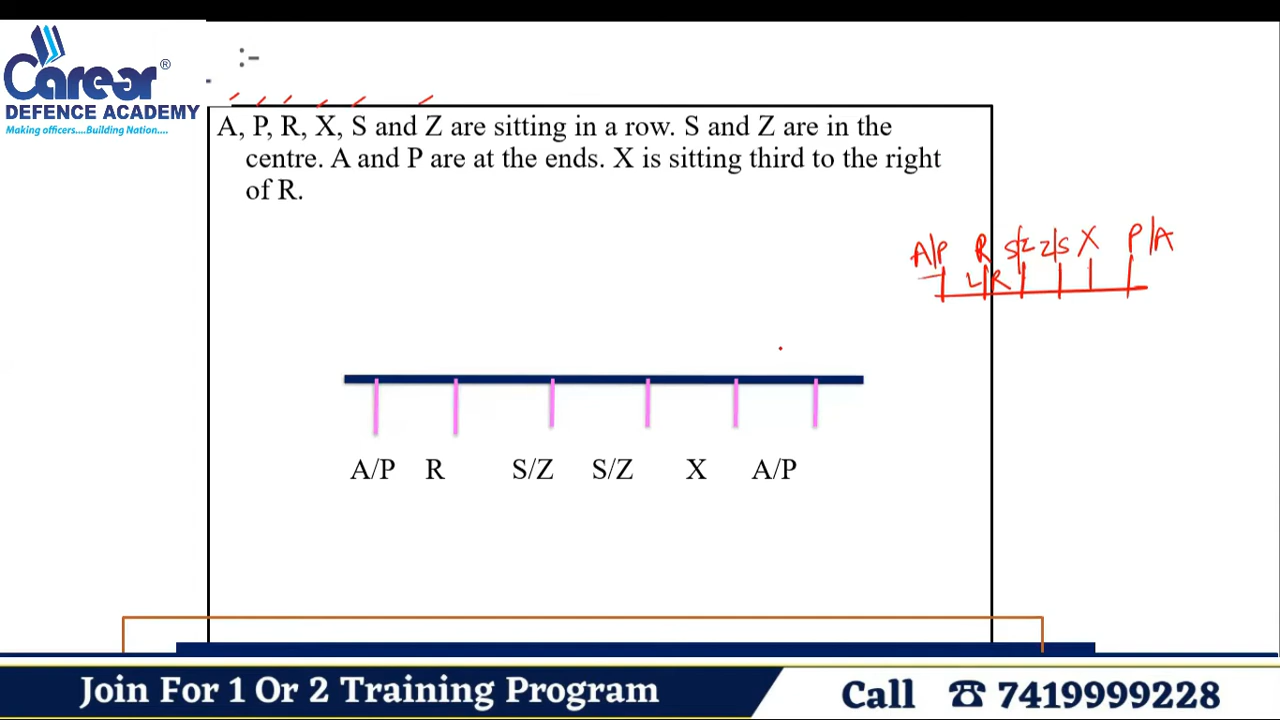 Carear®
DEFENCE ACADEMY
Making officers....Building Nation....
:-
A, P, R, X, S and Z are sitting in a row. S and Z are in the
centre. A and P are at the ends. X is sitting third to the right
of R.
A/P R S/Z Z/S X P/A
L R
A/P R S/Z S/Z X A/P
Join For 1 Or 2 Training Program
Call ☎ 7419999228